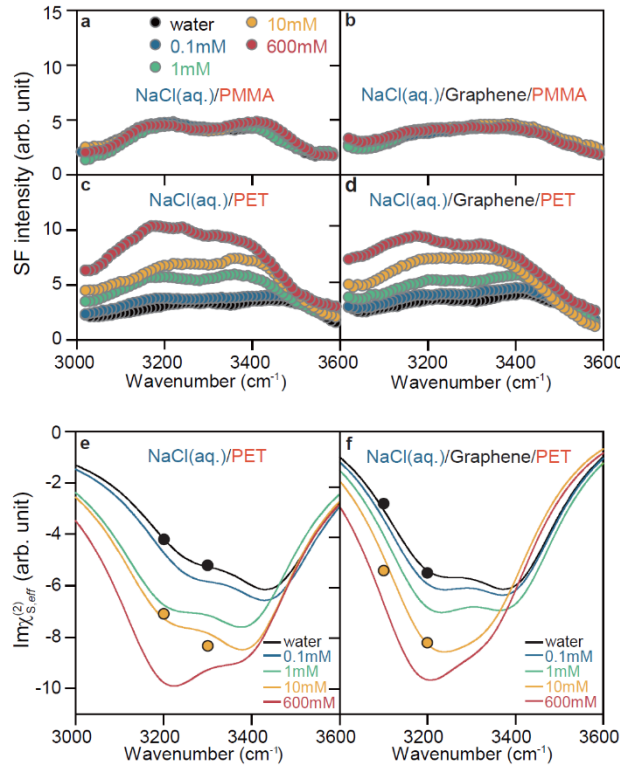 a
water
0.1mM
1mM
10mM
600mM
NaCl(aq.)/PMMA
b
NaCl(aq.)/Graphene/PMMA
c
NaCl(aq.)/PET
d
NaCl(aq.)/Graphene/PET
SF intensity (arb. unit)
15
10
5
0
10
5
0
3000
3200
3400
3600
3200
3400
3600
Wavenumber (cm⁻¹)
Wavenumber (cm⁻¹)
e
NaCl(aq.)/PET
water
0.1mM
1mM
10mM
600mM
f
NaCl(aq.)/Graphene/PET
water
0.1mM
1mM
10mM
600mM
Imχ(2)S,eff (arb. unit)
0
-2
-4
-6
-8
-10
3000
3200
3400
3600
3200
3400
3600
Wavenumber (cm⁻¹)
Wavenumber (cm⁻¹)